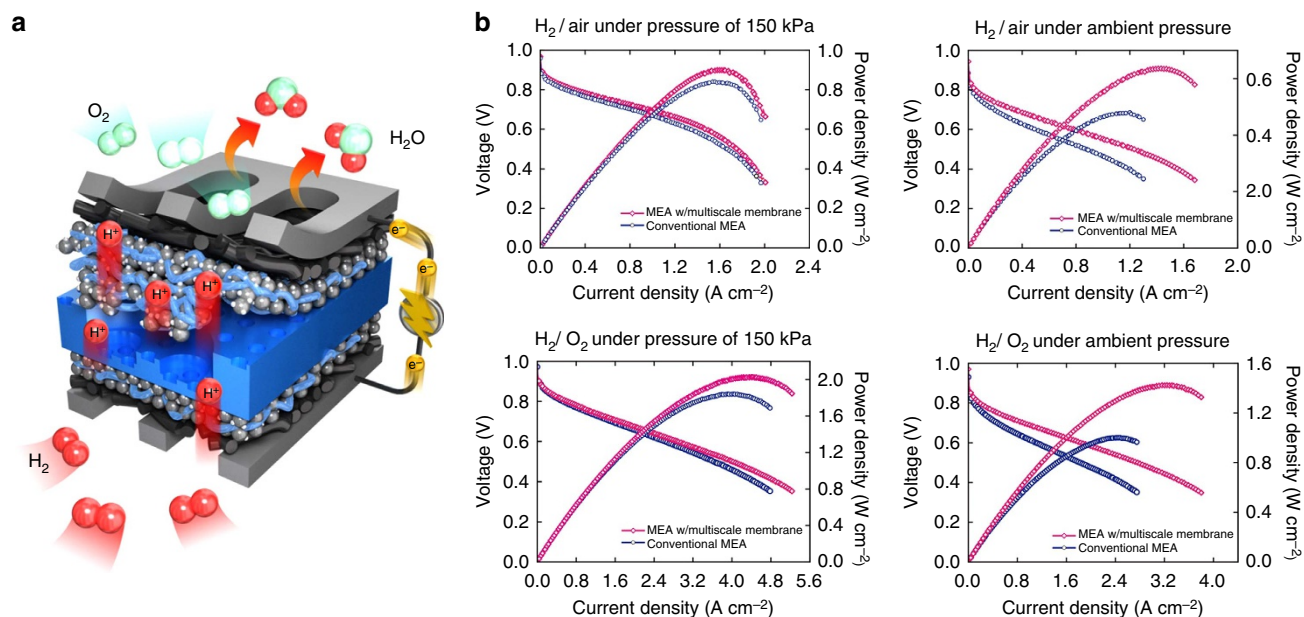 a
O2
H2O
H+
H+
H+
H+
H+
e–
e–
e–
H2
b
H2 / air under pressure of 150 kPa
1.0
0.8
0.6
0.4
0.2
0.0
Voltage (V)
1.0
0.8
0.6
0.4
0.2
0.0
Power density (W cm–2)
MEA w/multiscale membrane
Conventional MEA
0.0 0.4 0.8 1.2 1.6 2.0 2.4
Current density (A cm–2)
H2 / air under ambient pressure
1.0
0.8
0.6
0.4
0.2
0.0
Voltage (V)
0.6
0.4
2.0
0.0
Power density (W cm–2)
MEA w/multiscale membrane
Conventional MEA
0.0 0.4 0.8 1.2 1.6 2.0
Current density (A cm–2)
H2/ O2 under pressure of 150 kPa
1.0
0.8
0.6
0.4
0.2
0.0
Voltage (V)
2.0
1.6
1.2
0.8
0.4
0.0
Power density (W cm–2)
MEA w/multiscale membrane
Conventional MEA
0.0 0.8 1.6 2.4 3.2 4.0 4.8 5.6
Current density (A cm–2)
H2/ O2 under ambient pressure
1.0
0.8
0.6
0.4
0.2
0.0
Voltage (V)
1.6
1.2
0.8
0.4
0.0
Power density (W cm–2)
MEA w/multiscale membrane
Conventional MEA
0.0 0.8 1.6 2.4 3.2 4.0
Current density (A cm–2)